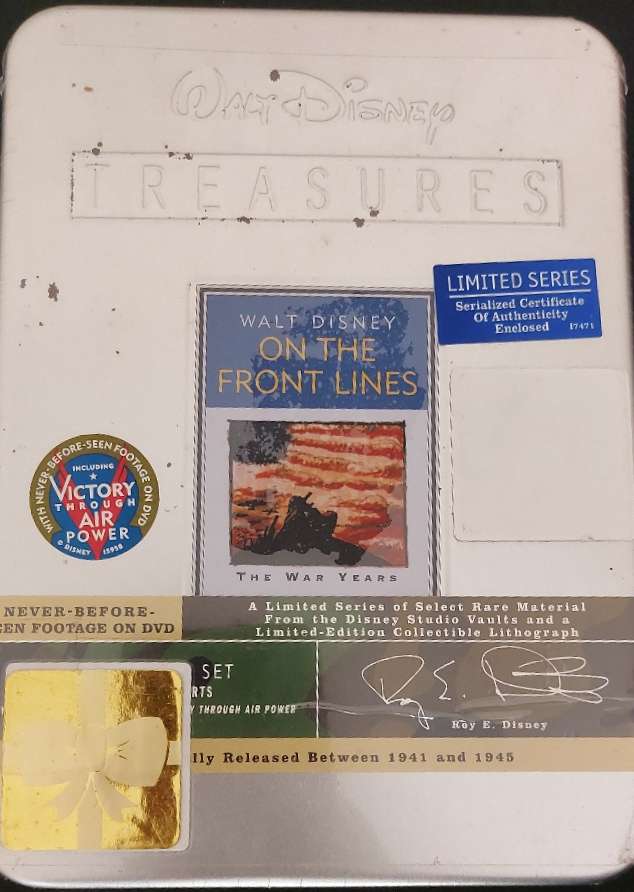 WALT DISNEY
TREASURES
LIMITED SERIES
Serialized Certificate
Of Authenticity
Enclosed 17471
WALT DISNEY
ON THE
FRONT LINES
THE WAR YEARS
WITH NEVER-BEFORE-SEEN FOOTAGE ON DVD
INCLUDING
VICTORY
THROUGH
AIR
POWER
© DISNEY 15938
NEVER-BEFORE-
EN FOOTAGE ON DVD
A Limited Series of Select Rare Material
From the Disney Studio Vaults and a
Limited-Edition Collectible Lithograph
SET
RTS
Y THROUGH AIR POWER
Roy E. Disney
Roy E. Disney
lly Released Between 1941 and 1945